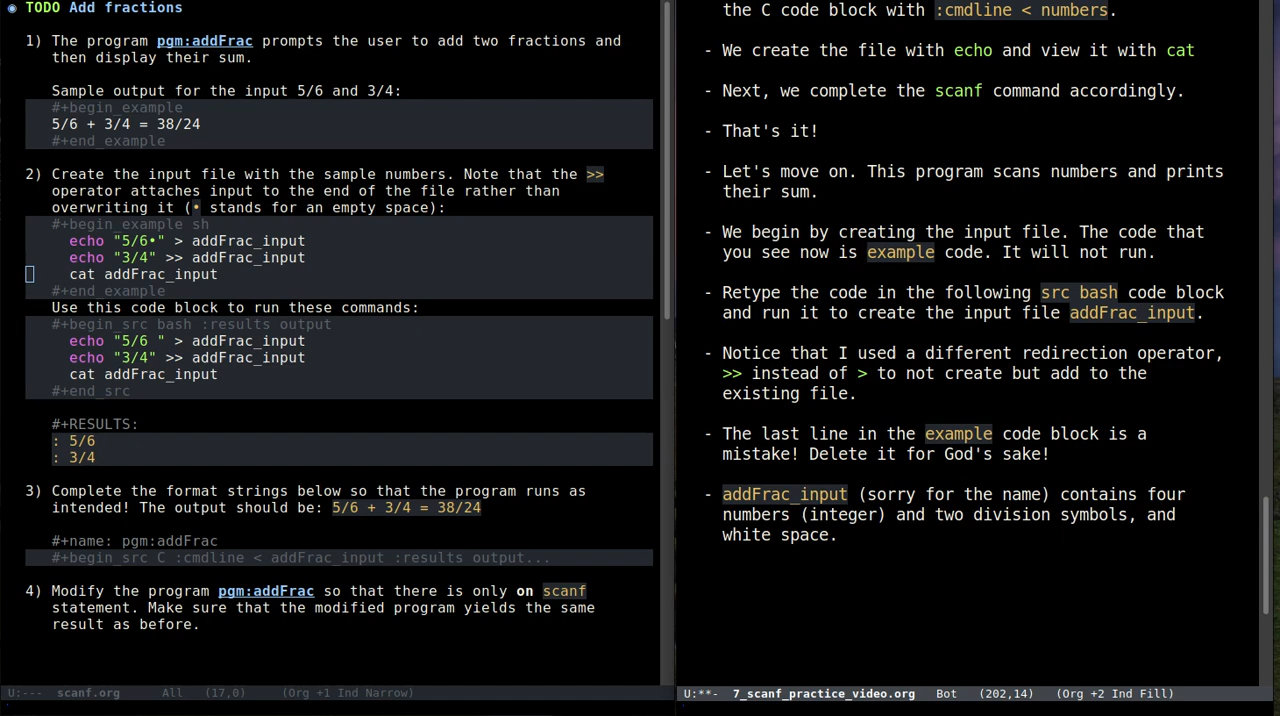 ◉ TODO Add fractions
1) The program pgm:addFrac prompts the user to add two fractions and
then display their sum.
Sample output for the input 5/6 and 3/4:
#+begin_example
5/6 + 3/4 = 38/24
#+end_example
2) Create the input file with the sample numbers. Note that the >>
operator attaches input to the end of the file rather than
overwriting it (• stands for an empty space):
#+begin_example sh
echo "5/6•" > addFrac_input
echo "3/4" >> addFrac_input
cat addFrac_input
#+end_example
Use this code block to run these commands:
#+begin_src bash :results output
echo "5/6 " > addFrac_input
echo "3/4" >> addFrac_input
cat addFrac_input
#+end_src
#+RESULTS:
: 5/6
: 3/4
3) Complete the format strings below so that the program runs as
intended! The output should be: 5/6 + 3/4 = 38/24
#+name: pgm:addFrac
#+begin_src C :cmdline < addFrac_input :results output...
4) Modify the program pgm:addFrac so that there is only on scanf
statement. Make sure that the modified program yields the same
result as before.
U:--- scanf.org All (17,0) (Org +1 Ind Narrow)
the C code block with :cmdline < numbers.
- We create the file with echo and view it with cat
- Next, we complete the scanf command accordingly.
- That's it!
- Let's move on. This program scans numbers and prints
their sum.
- We begin by creating the input file. The code that
you see now is example code. It will not run.
- Retype the code in the following src bash code block
and run it to create the input file addFrac_input.
- Notice that I used a different redirection operator,
>> instead of > to not create but add to the
existing file.
- The last line in the example code block is a
mistake! Delete it for God's sake!
- addFrac_input (sorry for the name) contains four
numbers (integer) and two division symbols, and
white space.
U:**- 7_scanf_practice_video.org Bot (202,14) (Org +2 Ind Fill)